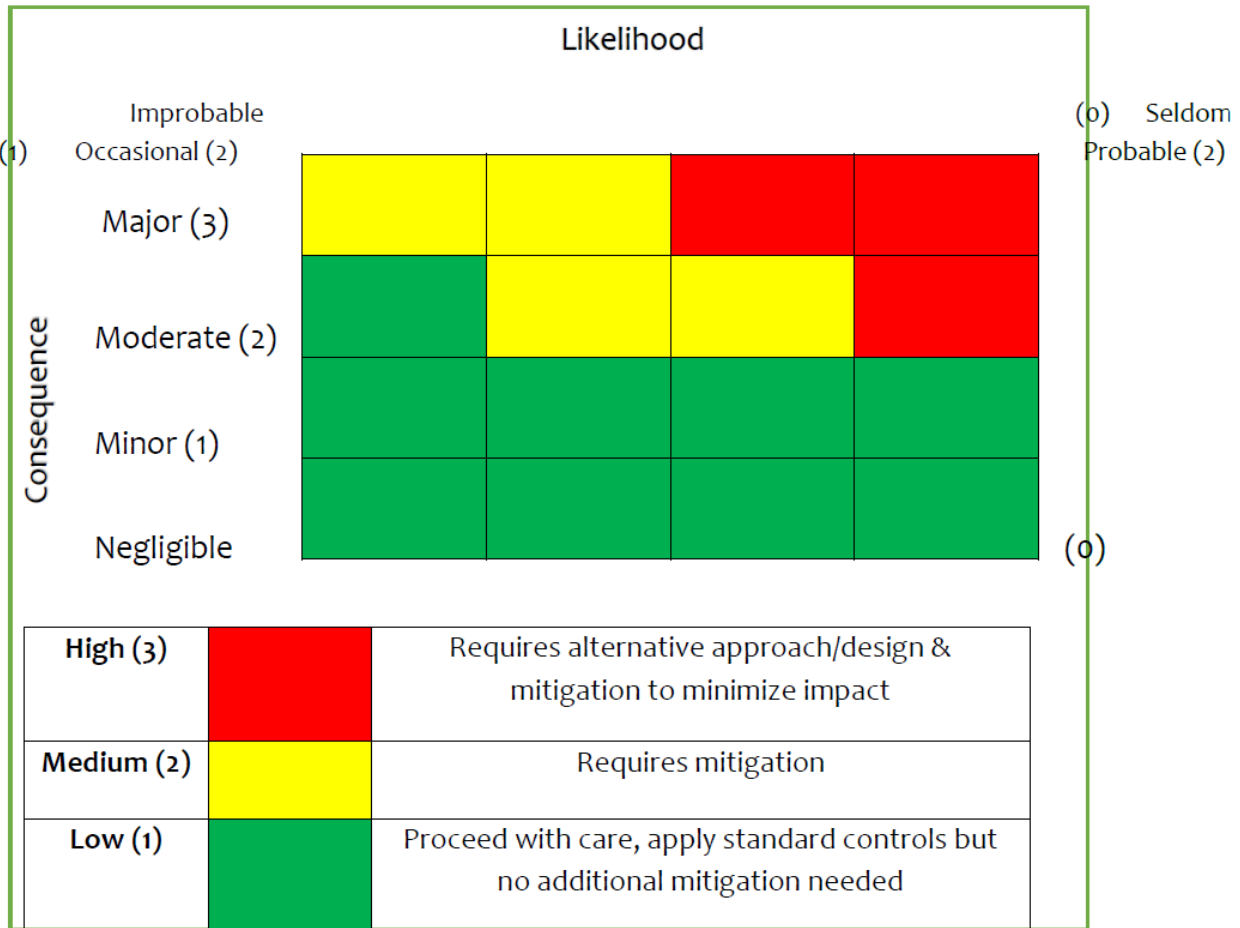 Likelihood
Improbable (0) Seldom
(1) Occasional (2) Probable (2)
Major (3)
Moderate (2)
Consequence
Minor (1)
Negligible (0)
High (3) Requires alternative approach/design &
mitigation to minimize impact
Medium (2) Requires mitigation
Low (1) Proceed with care, apply standard controls but
no additional mitigation needed